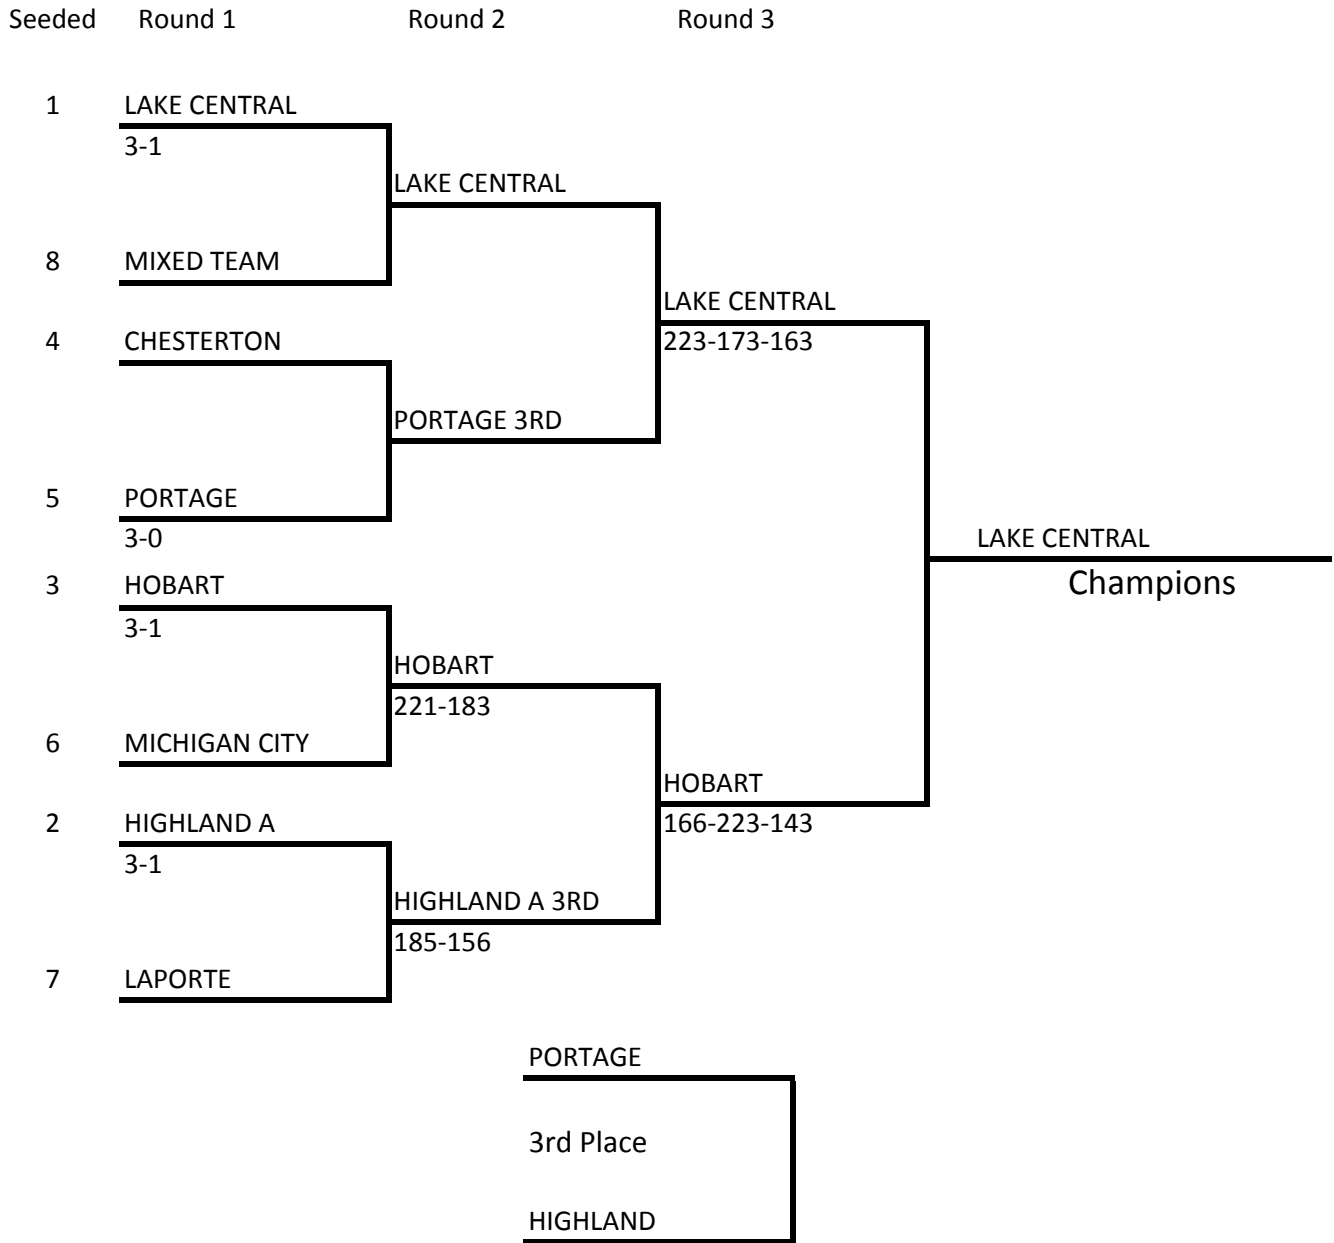 Seeded Round 1 Round 2 Round 3
1 LAKE CENTRAL
3-1
LAKE CENTRAL
8 MIXED TEAM
LAKE CENTRAL
4 CHESTERTON 223-173-163
PORTAGE 3RD
5 PORTAGE
3-0 LAKE CENTRAL
3 HOBART Champions
3-1
HOBART
221-183
6 MICHIGAN CITY
HOBART
2 HIGHLAND A 166-223-143
3-1
HIGHLAND A 3RD
185-156
7 LAPORTE
PORTAGE
3rd Place
HIGHLAND